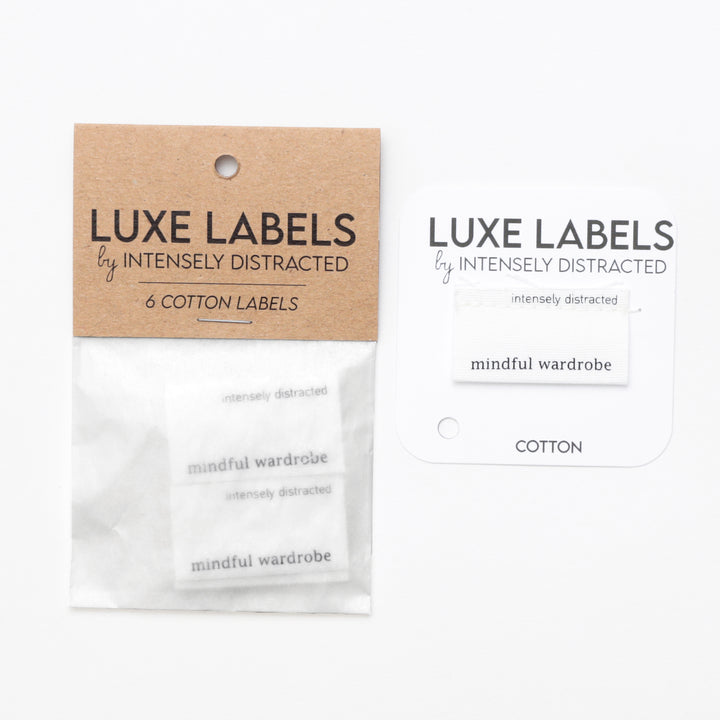 LUXE LABELS
by INTENSELY DISTRACTED
6 COTTON LABELS
intensely distracted
mindful wardrobe
intensely distracted
mindful wardrobe
LUXE LABELS
by INTENSELY DISTRACTED
intensely distracted
mindful wardrobe
COTTON